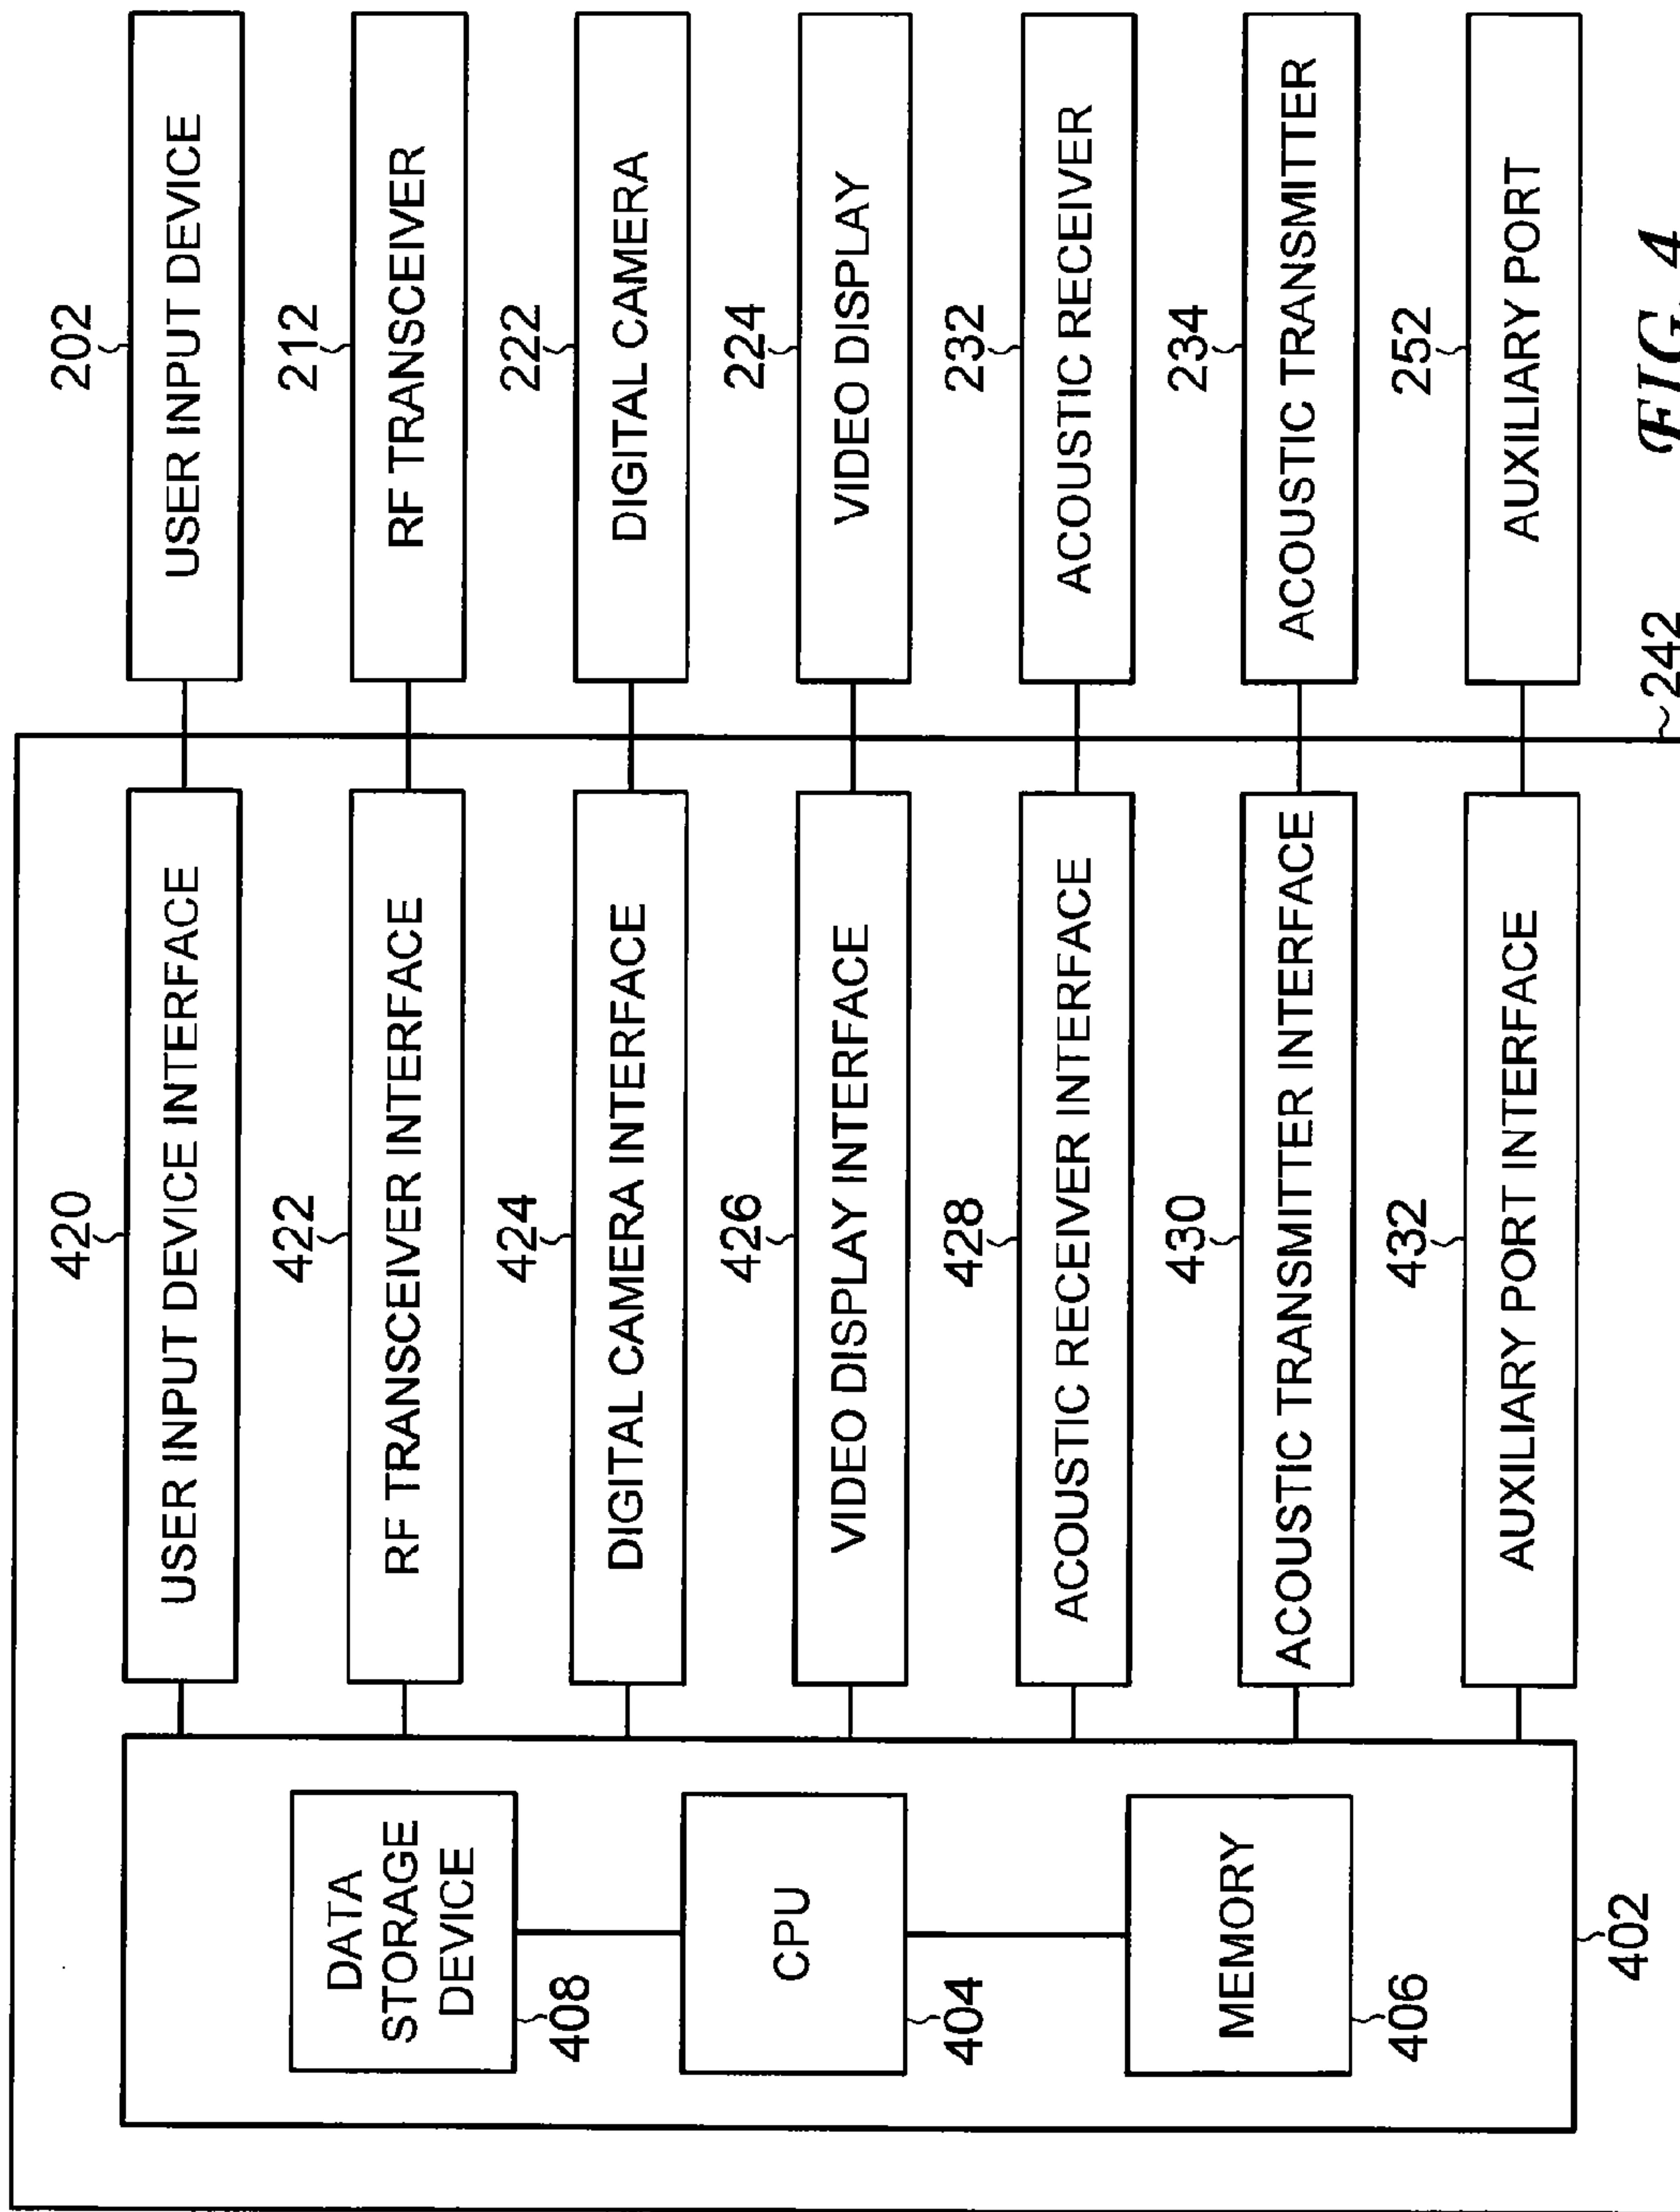 202
USER INPUT DEVICE
212
RF TRANSCEIVER
222
DIGITAL CAMERA
224
VIDEO DISPLAY
232
ACOUSTIC RECEIVER
234
ACOUSTIC TRANSMITTER
252
AUXILIARY PORT
420
USER INPUT DEVICE INTERFACE
422
RF TRANSCEIVER INTERFACE
424
DIGITAL CAMERA INTERFACE
426
VIDEO DISPLAY INTERFACE
428
ACOUSTIC RECEIVER INTERFACE
430
ACOUSTIC TRANSMITTER INTERFACE
432
AUXILIARY PORT INTERFACE
DATA
STORAGE
DEVICE
408
CPU
404
MEMORY
406
402
242
FIG. 4